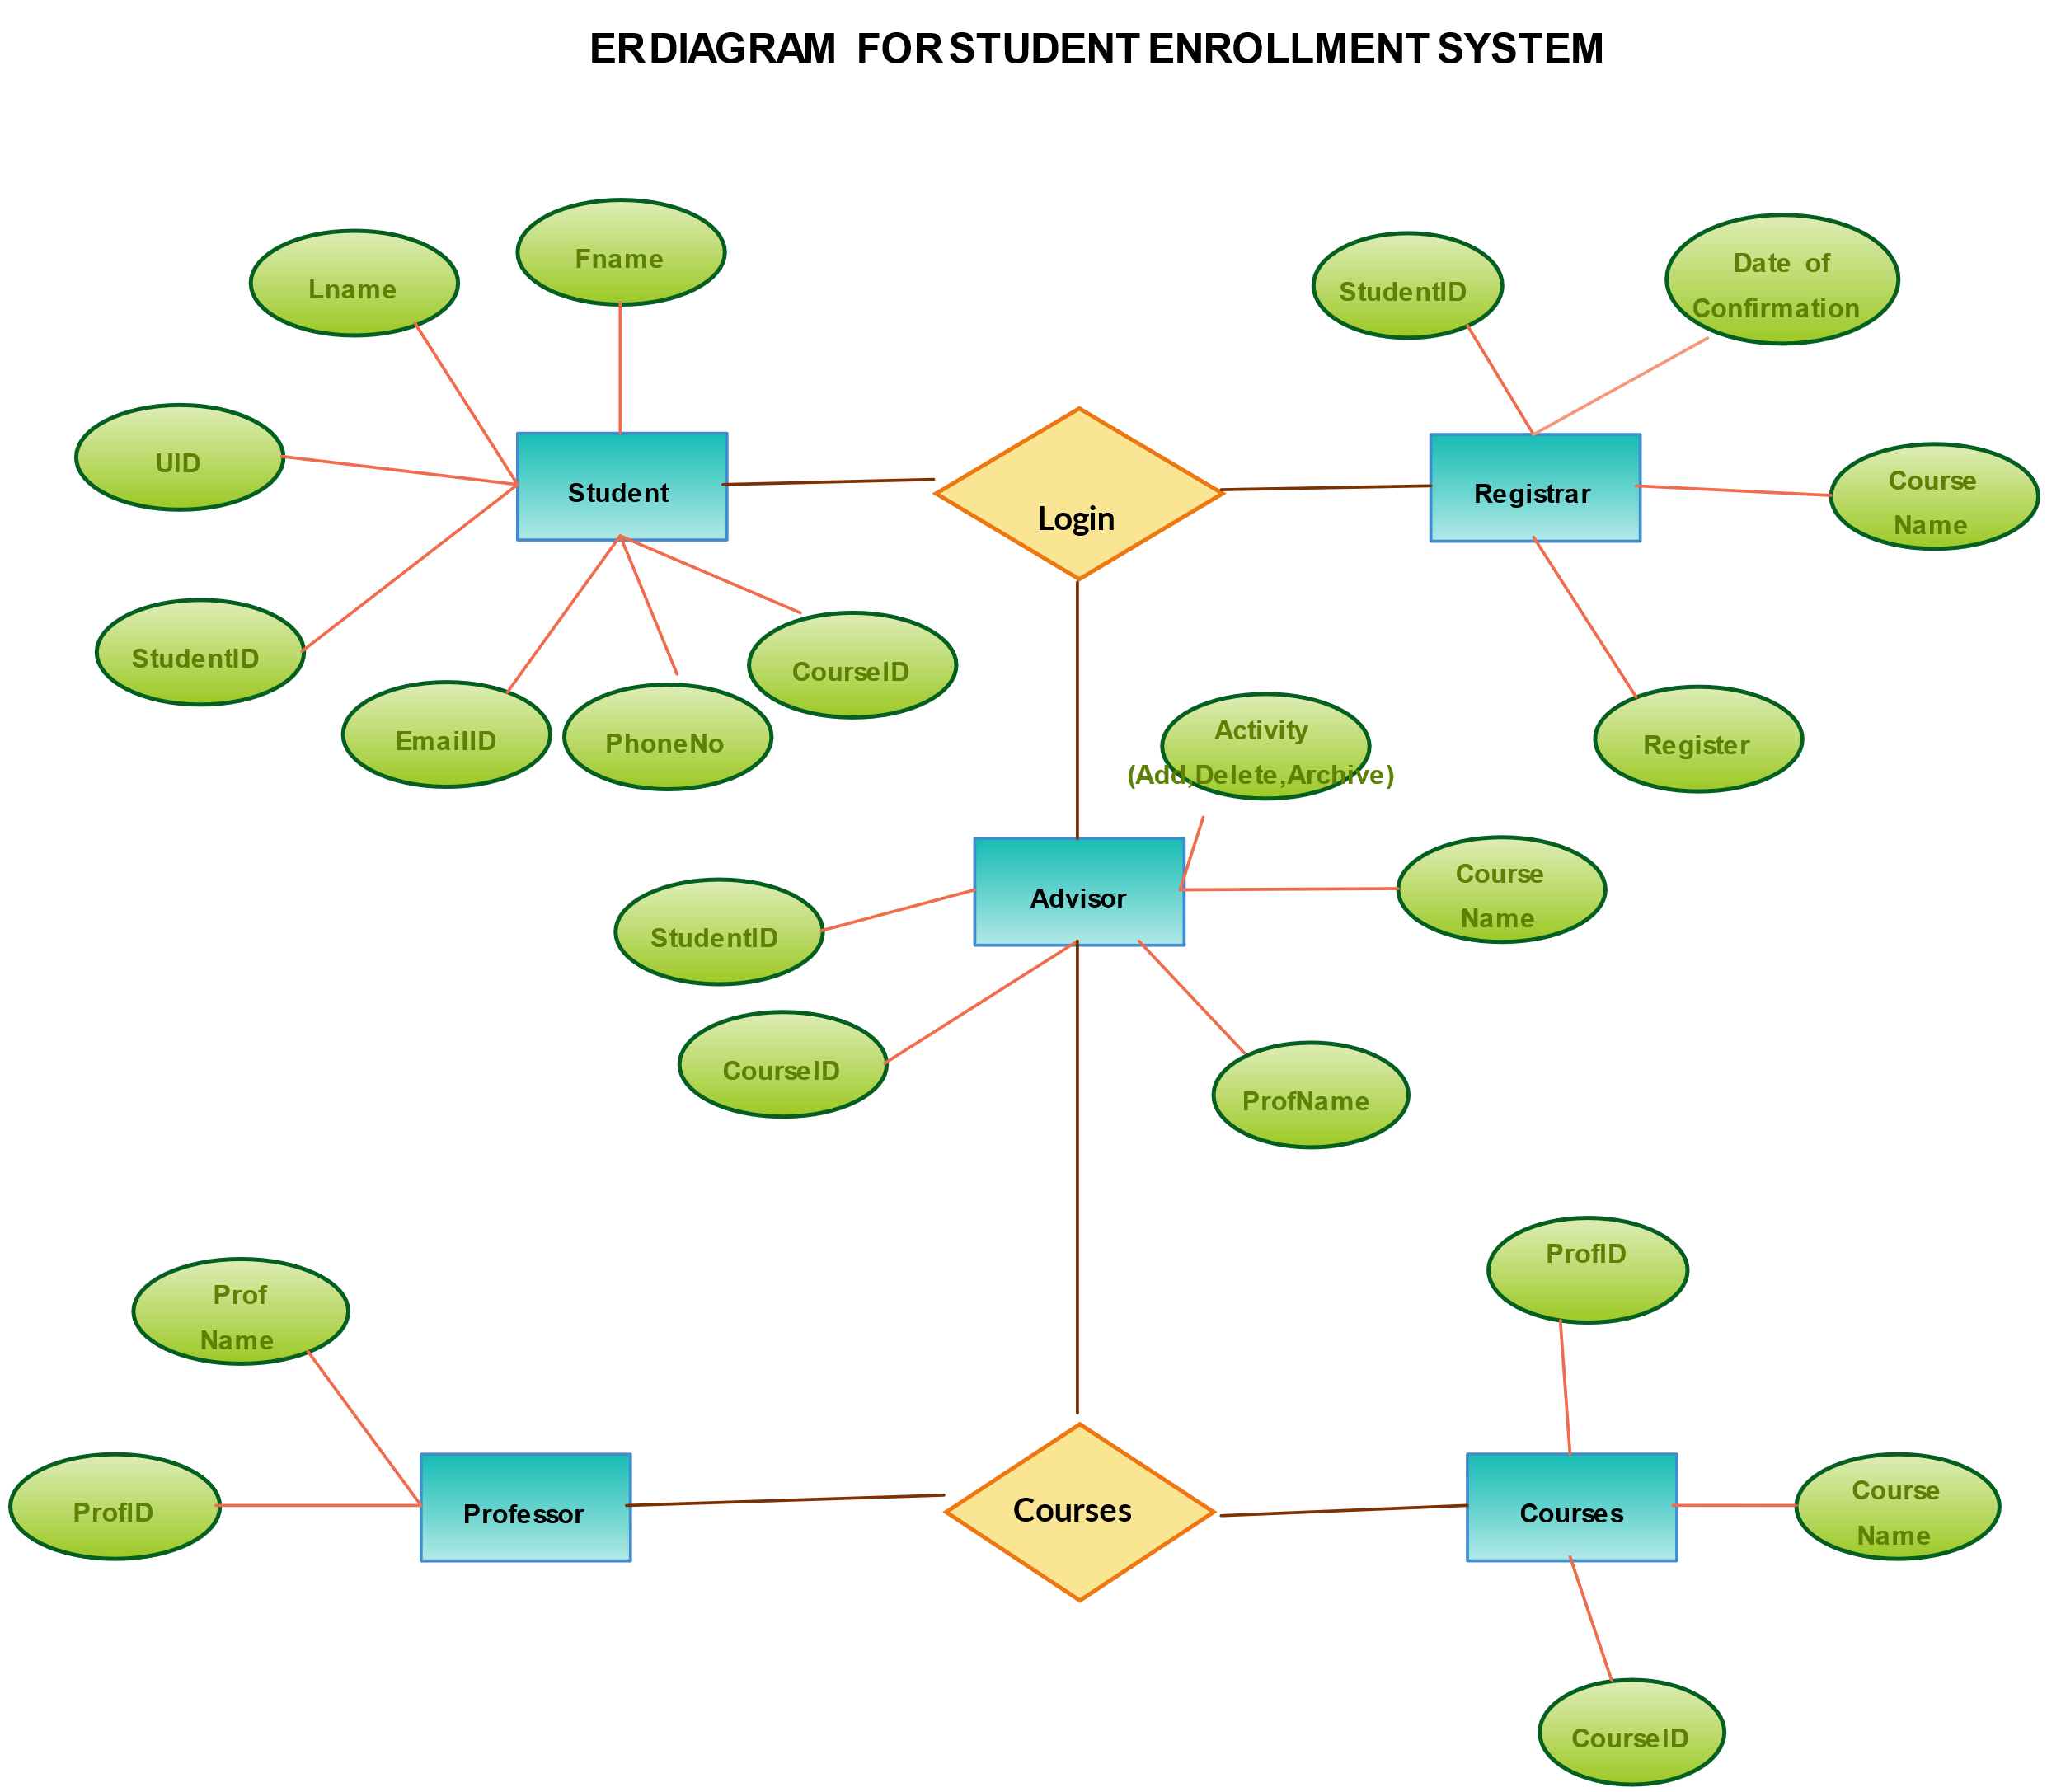 ER DIAGRAM FOR STUDENT ENROLLMENT SYSTEM
Fname
Lname
StudentID
Date of
Confirmation
UID
Student
Login
Registrar
Course
Name
StudentID
EmailID
PhoneNo
CourseID
Activity
(Add,Delete,Archive)
Register
Advisor
Course
Name
StudentID
CourseID
ProfName
ProfID
Prof
Name
ProfID
Professor
Courses
Courses
Course
Name
CourseID